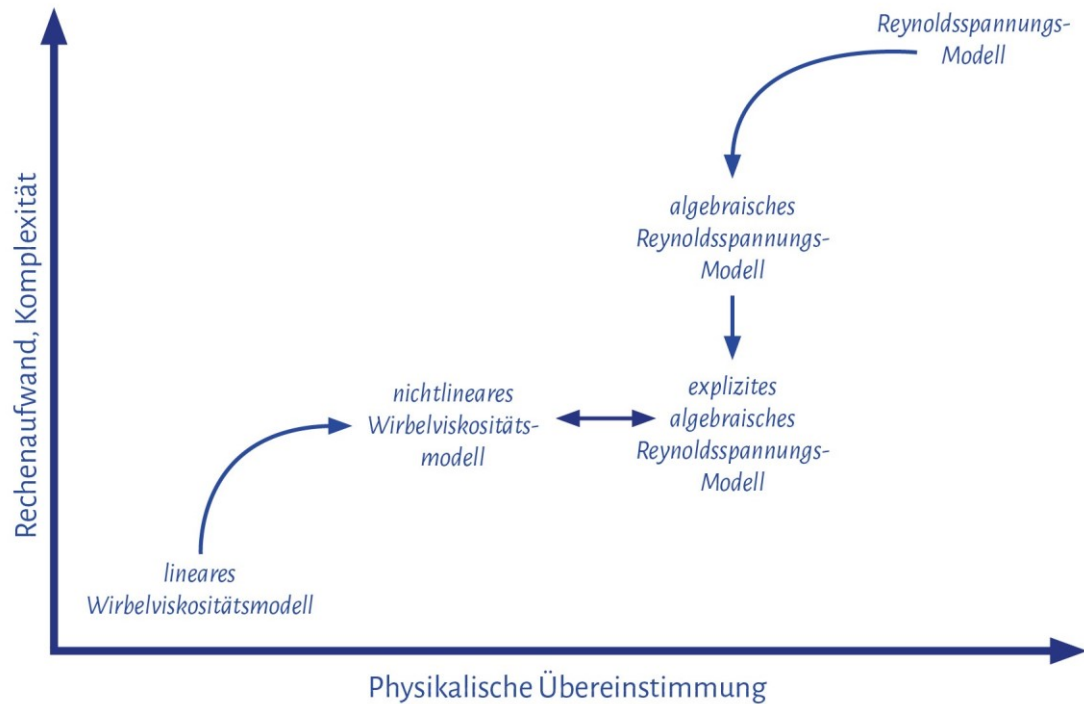 Reynoldsspannungs-
Modell
algebraisches
Reynoldsspannungs-
Modell
nichtlineares
Wirbelviskositäts-
modell
explizites
algebraisches
Reynoldsspannungs-
Modell
lineares
Wirbelviskositätsmodell
Rechenaufwand, Komplexität
Physikalische Übereinstimmung